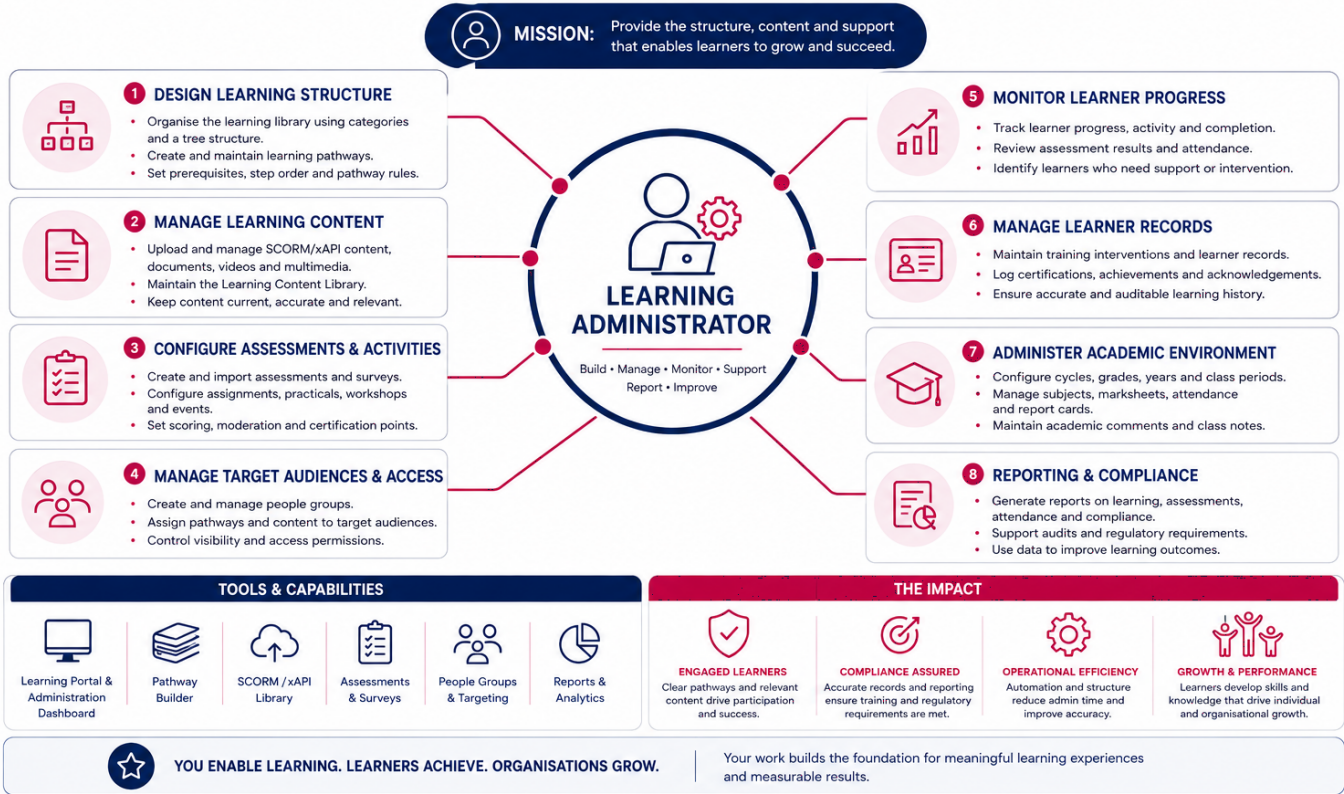 MISSION: Provide the structure, content and support
that enables learners to grow and succeed.
1 DESIGN LEARNING STRUCTURE
• Organise the learning library using categories
and a tree structure.
• Create and maintain learning pathways.
• Set prerequisites, step order and pathway rules.
2 MANAGE LEARNING CONTENT
• Upload and manage SCORM/xAPI content,
documents, videos and multimedia.
• Maintain the Learning Content Library.
• Keep content current, accurate and relevant.
3 CONFIGURE ASSESSMENTS & ACTIVITIES
• Create and import assessments and surveys.
• Configure assignments, practicals, workshops
and events.
• Set scoring, moderation and certification points.
4 MANAGE TARGET AUDIENCES & ACCESS
• Create and manage people groups.
• Assign pathways and content to target audiences.
• Control visibility and access permissions.
LEARNING
ADMINISTRATOR
Build • Manage • Monitor • Support
Report • Improve
5 MONITOR LEARNER PROGRESS
• Track learner progress, activity and completion.
• Review assessment results and attendance.
• Identify learners who need support or intervention.
6 MANAGE LEARNER RECORDS
• Maintain training interventions and learner records.
• Log certifications, achievements and acknowledgements.
• Ensure accurate and auditable learning history.
7 ADMINISTER ACADEMIC ENVIRONMENT
• Configure cycles, grades, years and class periods.
• Manage subjects, marksheets, attendance
and report cards.
• Maintain academic comments and class notes.
8 REPORTING & COMPLIANCE
• Generate reports on learning, assessments,
attendance and compliance.
• Support audits and regulatory requirements.
• Use data to improve learning outcomes.
TOOLS & CAPABILITIES
Learning Portal &
Administration
Dashboard
Pathway
Builder
SCORM / xAPI
Library
Assessments
& Surveys
People Groups
& Targeting
Reports &
Analytics
THE IMPACT
ENGAGED LEARNERS
Clear pathways and relevant
content drive participation
and success.
COMPLIANCE ASSURED
Accurate records and reporting
ensure training and regulatory
requirements are met.
OPERATIONAL EFFICIENCY
Automation and structure
reduce admin time and
improve accuracy.
GROWTH & PERFORMANCE
Learners develop skills and
knowledge that drive individual
and organisational growth.
YOU ENABLE LEARNING. LEARNERS ACHIEVE. ORGANISATIONS GROW.
Your work builds the foundation for meaningful learning experiences
and measurable results.